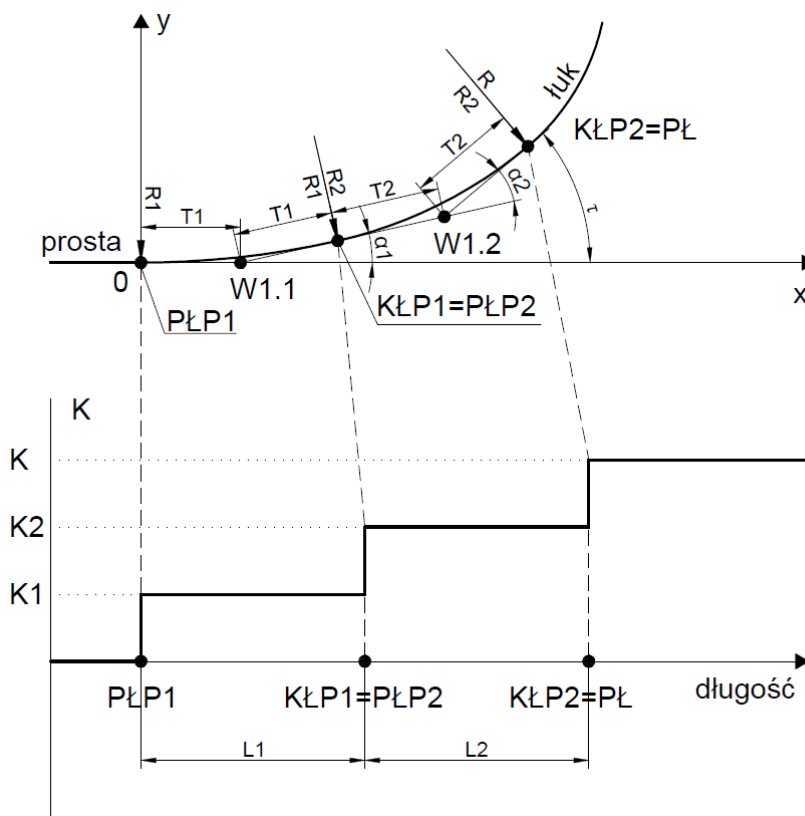 y
łuk
R
R2
KŁP2=PŁ
T2
R2
R1
T2
α2
R1
T1
T1
α1
τ
prosta
W1.2
0
W1.1
x
PŁP1
KŁP1=PŁP2
K
K
K2
K1
PŁP1
KŁP1=PŁP2
KŁP2=PŁ
długość
L1
L2